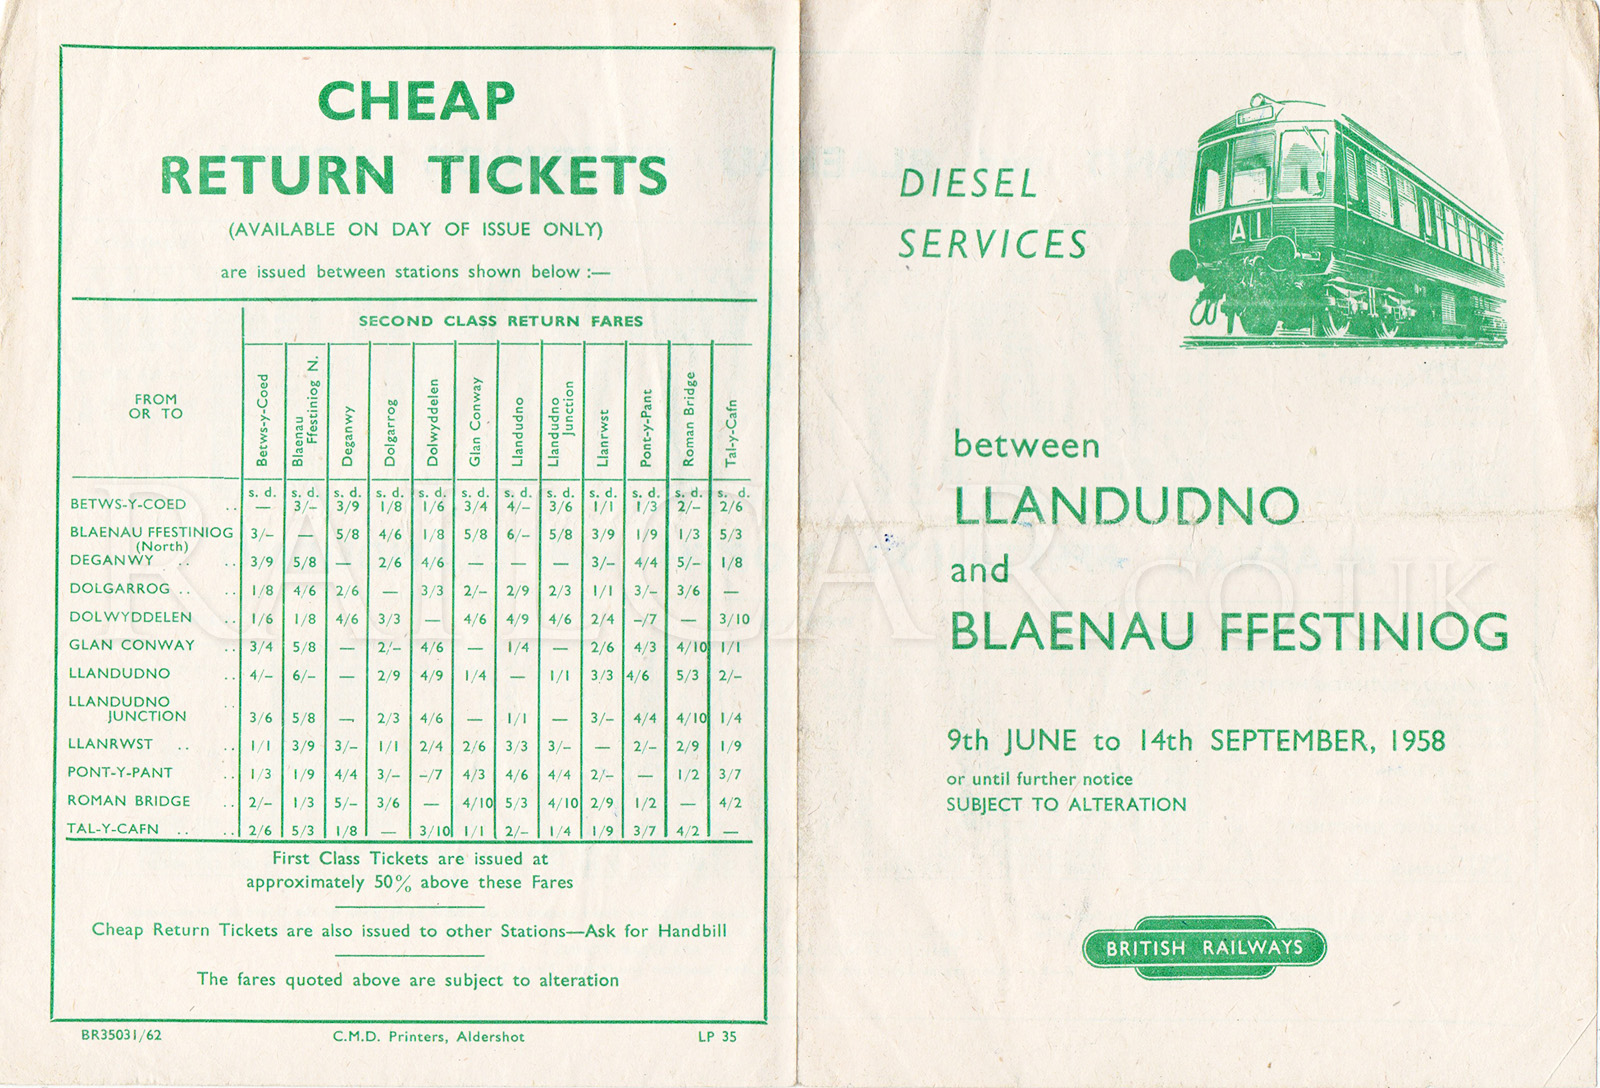 CHEAP
RETURN TICKETS
(AVAILABLE ON DAY OF ISSUE ONLY)
are issued between stations shown below :—
SECOND CLASS RETURN FARES
FROM
OR TO
Betws-y-Coed
Blaenau
Ffestiniog N.
Deganwy
Dolgarrog
Dolwyddelen
Glan Conway
Llandudno
Llandudno
Junction
Llanrwst
Pont-y-Pant
Roman Bridge
Tal-y-Cafn
s. d. s. d. s. d. s. d. s. d. s. d. s. d. s. d. s. d. s. d. s. d. s. d.
BETWS-Y-COED .. — 3/– 3/9 1/8 1/6 3/4 4/– 3/6 1/1 1/3 2/– 2/6
BLAENAU FFESTINIOG 3/– — 5/8 4/6 1/8 5/8 6/– 5/8 3/9 1/9 1/3 5/3
(North)
DEGANWY .. .. 3/9 5/8 — 2/6 4/6 — — — 3/– 4/4 5/– 1/8
DOLGARROG .. .. 1/8 4/6 2/6 — 3/3 2/– 2/9 2/3 1/1 3/– 3/6 —
DOLWYDDELEN .. 1/6 1/8 4/6 3/3 — 4/6 4/9 4/6 2/4 –/7 — 3/10
GLAN CONWAY .. 3/4 5/8 — 2/– 4/6 — 1/4 — 2/6 4/3 4/10 1/1
LLANDUDNO .. 4/– 6/– — 2/9 4/9 1/4 — 1/1 3/3 4/6 5/3 2/–
LLANDUDNO ..
JUNCTION 3/6 5/8 — 2/3 4/6 — 1/1 — 3/– 4/4 4/10 1/4
LLANRWST .. .. 1/1 3/9 3/– 1/1 2/4 2/6 3/3 3/– — 2/– 2/9 1/9
PONT-Y-PANT .. 1/3 1/9 4/4 3/– –/7 4/3 4/6 4/4 2/– — 1/2 3/7
ROMAN BRIDGE .. 2/– 1/3 5/– 3/6 — 4/10 5/3 4/10 2/9 1/2 — 4/2
TAL-Y-CAFN .. .. 2/6 5/3 1/8 — 3/10 1/1 2/– 1/4 1/9 3/7 4/2 —
First Class Tickets are issued at
approximately 50% above these Fares
Cheap Return Tickets are also issued to other Stations—Ask for Handbill
The fares quoted above are subject to alteration
BR35031/62 C.M.D. Printers, Aldershot LP 35
DIESEL
SERVICES
A1
between
LLANDUDNO
and
BLAENAU FFESTINIOG
9th JUNE to 14th SEPTEMBER, 1958
or until further notice
SUBJECT TO ALTERATION
BRITISH RAILWAYS
RAILCAR.CO.UK